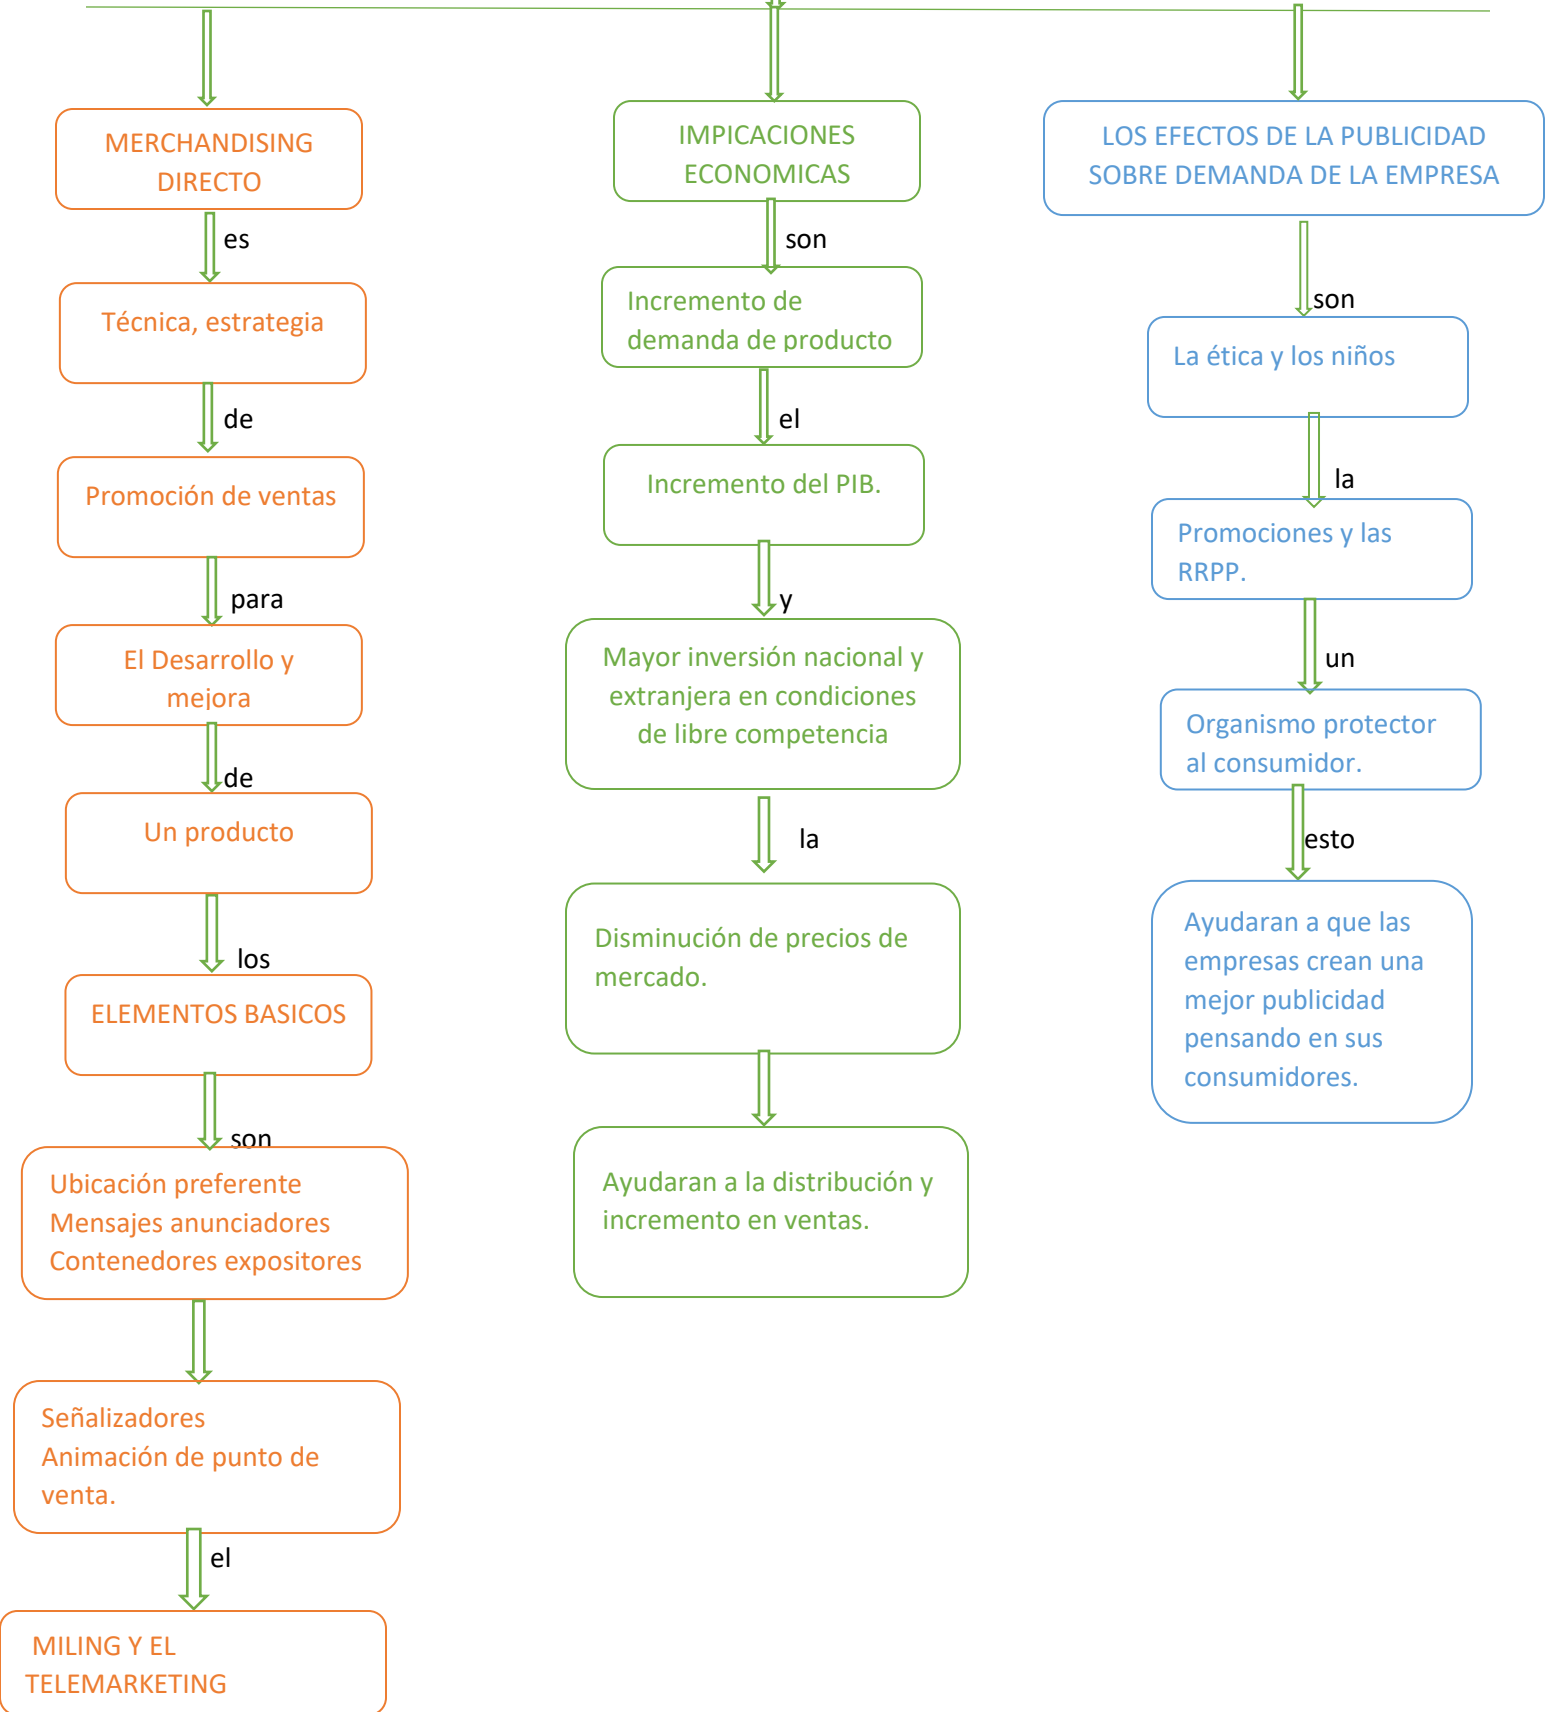 MERCHANDISING
DIRECTO
es
Técnica, estrategia
de
Promoción de ventas
para
El Desarrollo y
mejora
de
Un producto
los
ELEMENTOS BASICOS
son
Ubicación preferente
Mensajes anunciadores
Contenedores expositores
Señalizadores
Animación de punto de
venta.
el
MILING Y EL
TELEMARKETING
IMPICACIONES
ECONOMICAS
son
Incremento de
demanda de producto
el
Incremento del PIB.
y
Mayor inversión nacional y
extranjera en condiciones
de libre competencia
la
Disminución de precios de
mercado.
Ayudaran a la distribución y
incremento en ventas.
LOS EFECTOS DE LA PUBLICIDAD
SOBRE DEMANDA DE LA EMPRESA
son
La ética y los niños
la
Promociones y las
RRPP.
un
Organismo protector
al consumidor.
esto
Ayudaran a que las
empresas crean una
mejor publicidad
pensando en sus
consumidores.